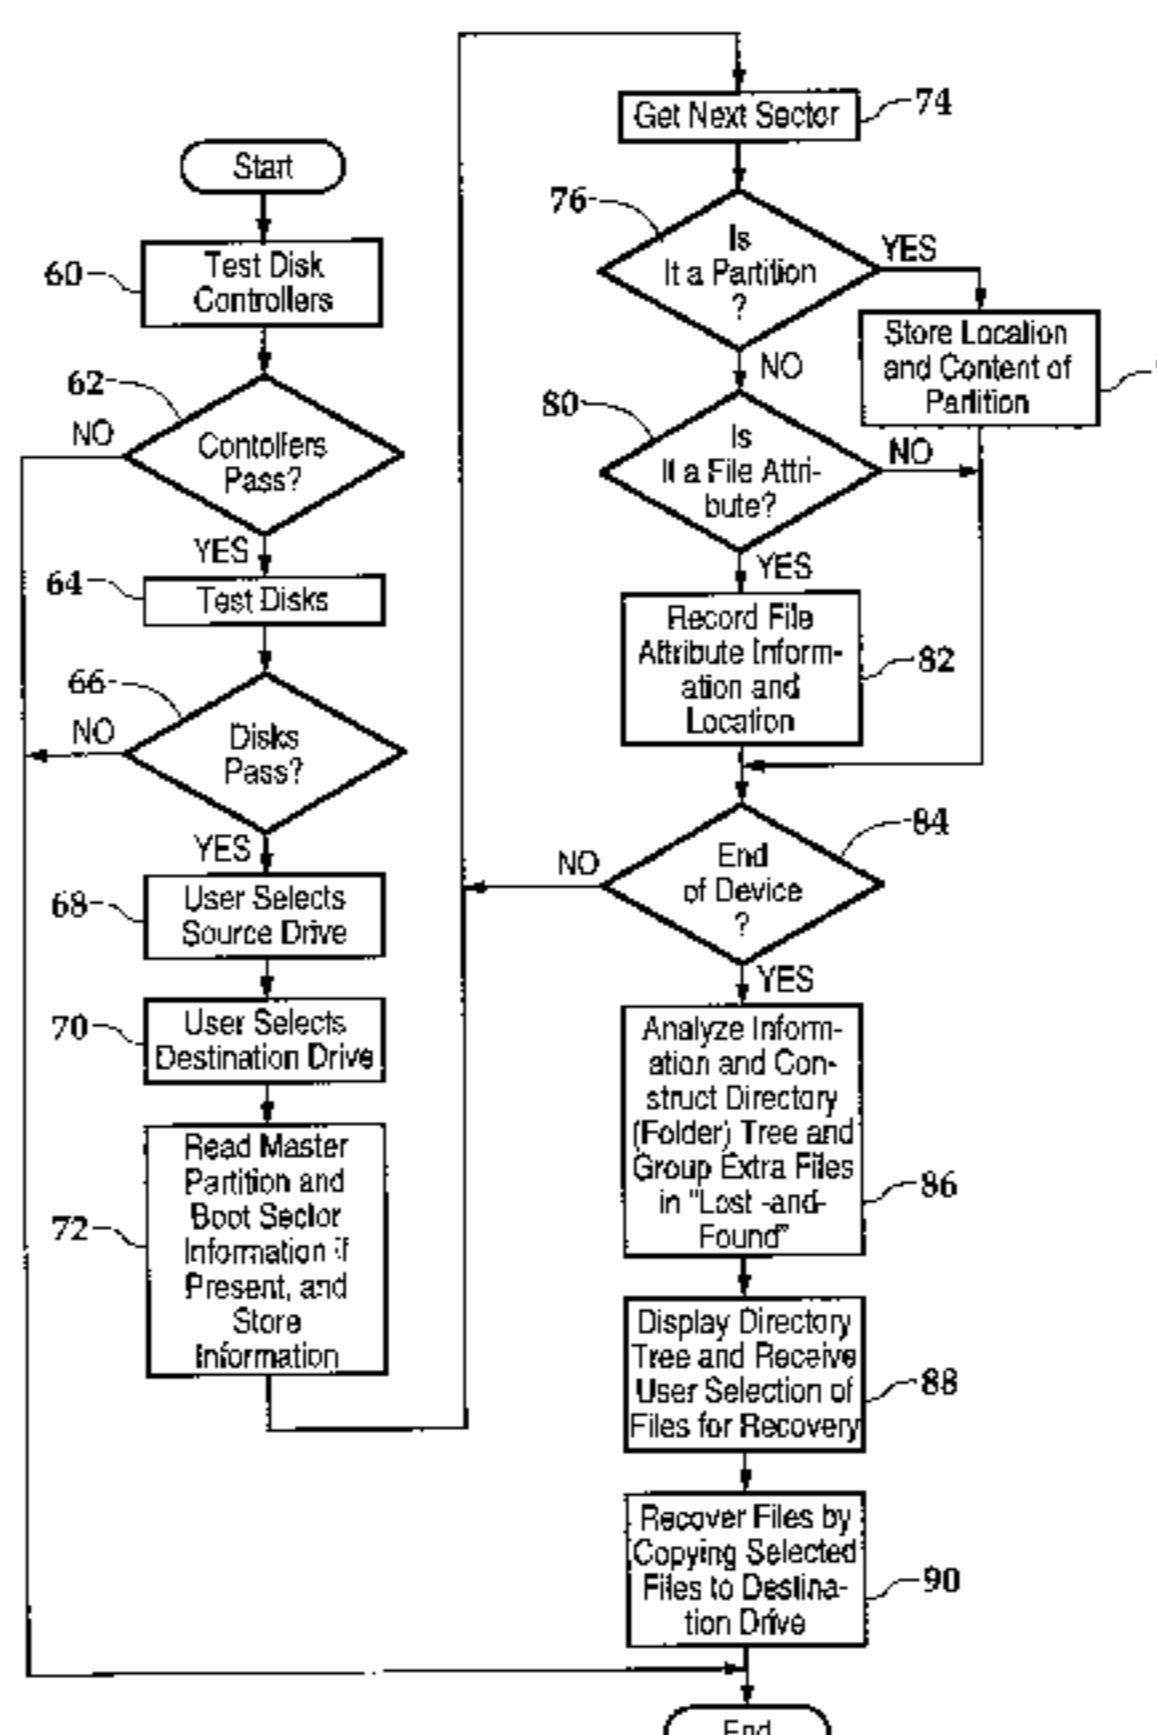 Start
60
Test Disk
Controllers
62
NO
Contollers
Pass?
YES
64
Test Disks
66
NO
Disks
Pass?
YES
68
User Selects
Source Drive
70
User Selects
Destination Drive
72
Read Master
Partition and
Boot Sector
Information if
Present, and
Store
Information
Get Next Sector
74
76
Is
It a Partition
?
YES
Store Location
and Content of
Partition
NO
80
Is
It a File Attri-
bute?
NO
YES
Record File
Attribute Inform-
ation and
Location
82
84
End
of Device
?
NO
YES
Analyze Inform-
ation and Con-
struct Directory
(Folder) Tree and
Group Extra Files
in "Lost -and-
Found"
86
Display Directory
Tree and Receive
User Selection of
Files for Recovery
88
Recover Files by
Copying Selected
Files to Destina-
tion Drive
90
End